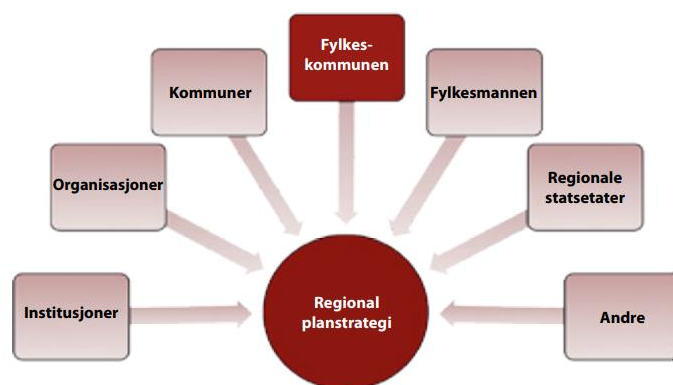 Fylkes-
kommunen
Kommuner
Fylkesmannen
Organisasjoner
Regionale
statsetater
Institusjoner
Regional
planstrategi
Andre